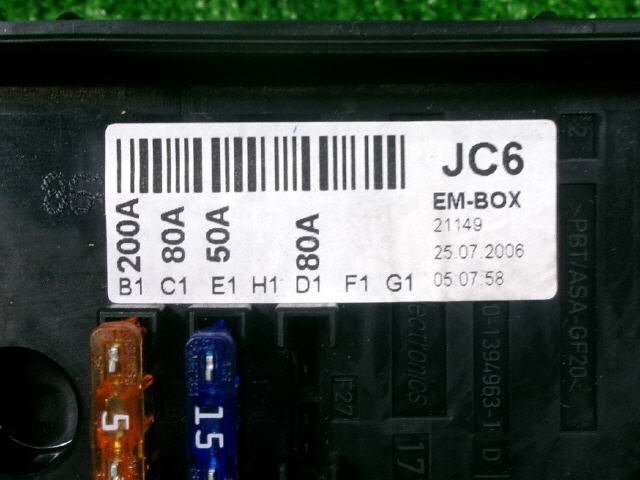 JC6
EM-BOX
21149
25.07.2006
05:07:58
200A 80A 50A 80A
B1 C1 E1 H1 D1 F1 G1
>PBT/ASA-GF20<
0-1394963-1 D
ectronics
F27
17
5
15